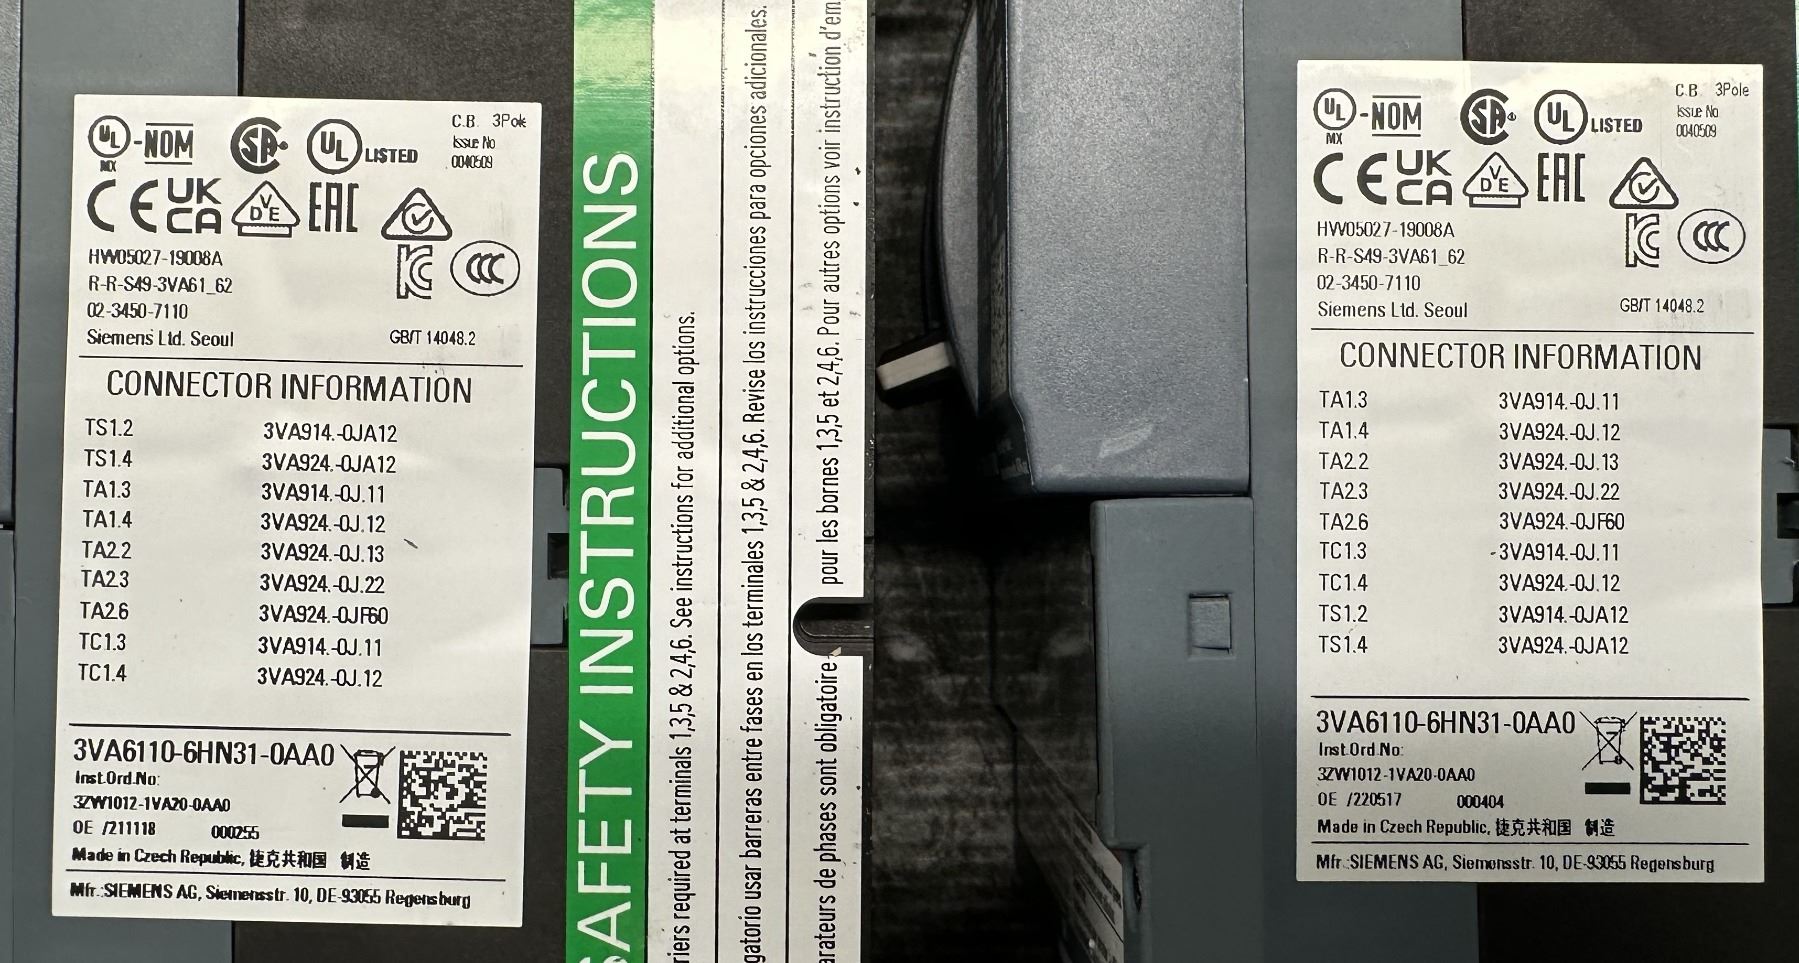 UL
MX
-NOM
SA
UL
LISTED
C.B. 3Pole
Issue No
0040509
CE
UK
CA
VDE
EAC
KC
CCC
HW05027-19008A
R-R-S49-3VA61_62
02-3450-7110
Siemens Ltd. Seoul
GB/T 14048.2
CONNECTOR INFORMATION
TS1.2 3VA914.-0JA12
TS1.4 3VA924.-0JA12
TA1.3 3VA914.-0J.11
TA1.4 3VA924.-0J.12
TA2.2 3VA924.-0J.13
TA2.3 3VA924.-0J.22
TA2.6 3VA924.-0JF60
TC1.3 3VA914.-0J.11
TC1.4 3VA924.-0J.12
3VA6110-6HN31-0AA0
Inst.Ord.No:
3ZW1012-1VA20-0AA0
OE /211118 000255
Made in Czech Republic, 捷克共和国 制造
Mfr.:SIEMENS AG, Siemensstr. 10, DE-93055 Regensburg
SAFETY INSTRUCTIONS
required at terminals 1,3,5 & 2,4,6. See instructions for additional options.
usar barreras entre fases en los terminales 1,3,5 & 2,4,6. Revise los instrucciones para opciones adicionales.
de phases sont obligatoire pour les bornes 1,3,5 et 2,4,6. Pour autres options voir instruction d'em
UL
MX
-NOM
SA
UL
LISTED
C.B. 3Pole
Issue No
0040509
CE
UK
CA
VDE
EAC
KC
CCC
HW05027-19008A
R-R-S49-3VA61_62
02-3450-7110
Siemens Ltd. Seoul
GB/T 14048.2
CONNECTOR INFORMATION
TA1.3 3VA914.-0J.11
TA1.4 3VA924.-0J.12
TA2.2 3VA924.-0J.13
TA2.3 3VA924.-0J.22
TA2.6 3VA924.-0JF60
TC1.3 3VA914.-0J.11
TC1.4 3VA924.-0J.12
TS1.2 3VA914.-0JA12
TS1.4 3VA924.-0JA12
3VA6110-6HN31-0AA0
Inst.Ord.No:
3ZW1012-1VA20-0AA0
OE /220517 000404
Made in Czech Republic, 捷克共和国 制造
Mfr.:SIEMENS AG, Siemensstr. 10, DE-93055 Regensburg